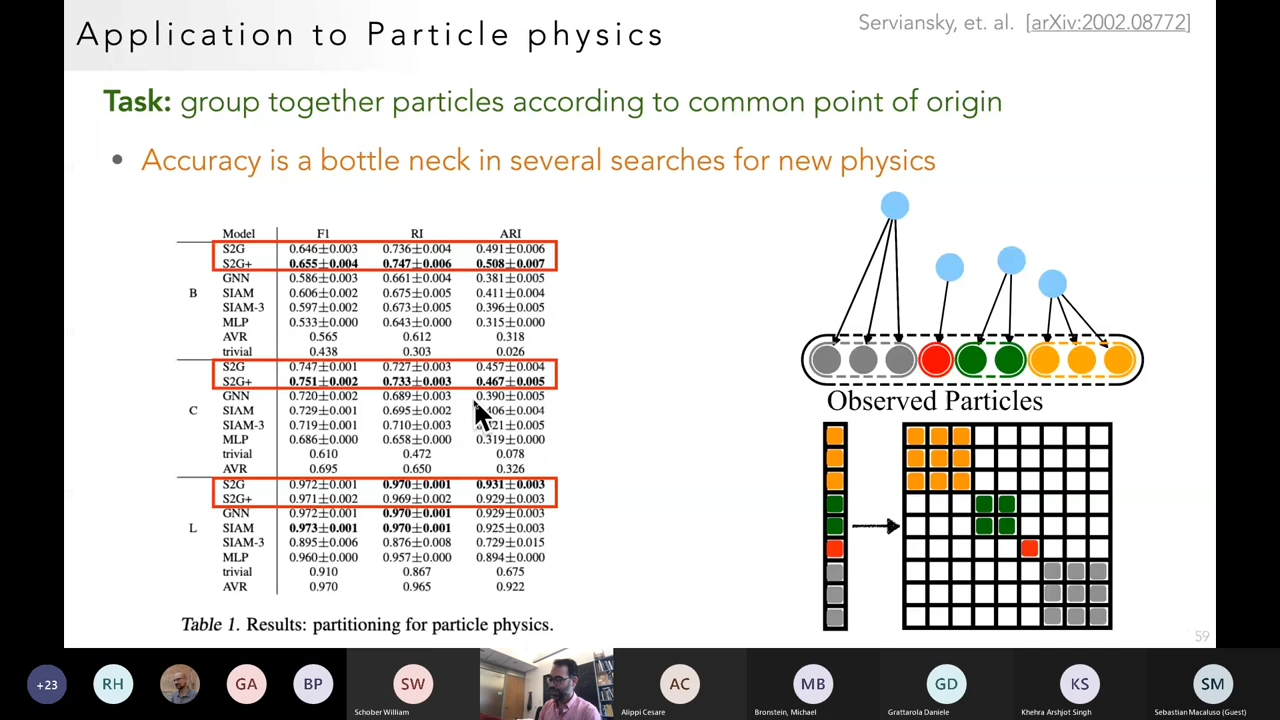 Application to Particle physics
Serviansky, et. al. [arXiv:2002.08772]
Task: group together particles according to common point of origin
• Accuracy is a bottle neck in several searches for new physics
Model F1 RI ARI
S2G 0.646±0.003 0.736±0.004 0.491±0.006
S2G+ 0.655±0.004 0.747±0.006 0.508±0.007
GNN 0.586±0.003 0.661±0.004 0.381±0.005
B SIAM 0.606±0.002 0.675±0.005 0.411±0.004
SIAM-3 0.597±0.002 0.673±0.005 0.396±0.005
MLP 0.533±0.000 0.643±0.000 0.315±0.000
AVR 0.565 0.612 0.318
trivial 0.438 0.303 0.026
S2G 0.747±0.001 0.727±0.003 0.457±0.004
S2G+ 0.751±0.002 0.733±0.003 0.467±0.005
GNN 0.720±0.002 0.689±0.003 0.390±0.005
C SIAM 0.729±0.001 0.695±0.002
SIAM-3 0.719±0.001 0.710±0.003
MLP 0.686±0.000 0.658±0.000 0.319±0.000
trivial 0.610 0.472 0.078
AVR 0.695 0.650 0.326
S2G 0.972±0.001 0.970±0.001 0.931±0.003
S2G+ 0.971±0.002 0.969±0.002 0.929±0.003
GNN 0.972±0.001 0.970±0.001 0.929±0.003
L SIAM 0.973±0.001 0.970±0.001 0.925±0.003
SIAM-3 0.895±0.006 0.876±0.008 0.729±0.015
MLP 0.960±0.000 0.957±0.000 0.894±0.000
trivial 0.910 0.867 0.675
AVR 0.970 0.965 0.922
Table 1. Results: partitioning for particle physics.
Observed Particles
59
+23
RH
GA
BP
SW
Schober William
AC
Alippi Cesare
MB
Bronstein, Michael
GD
Grattarola Daniele
KS
Khehra Arshjot Singh
SM
Sebastian Macaluso (Guest)